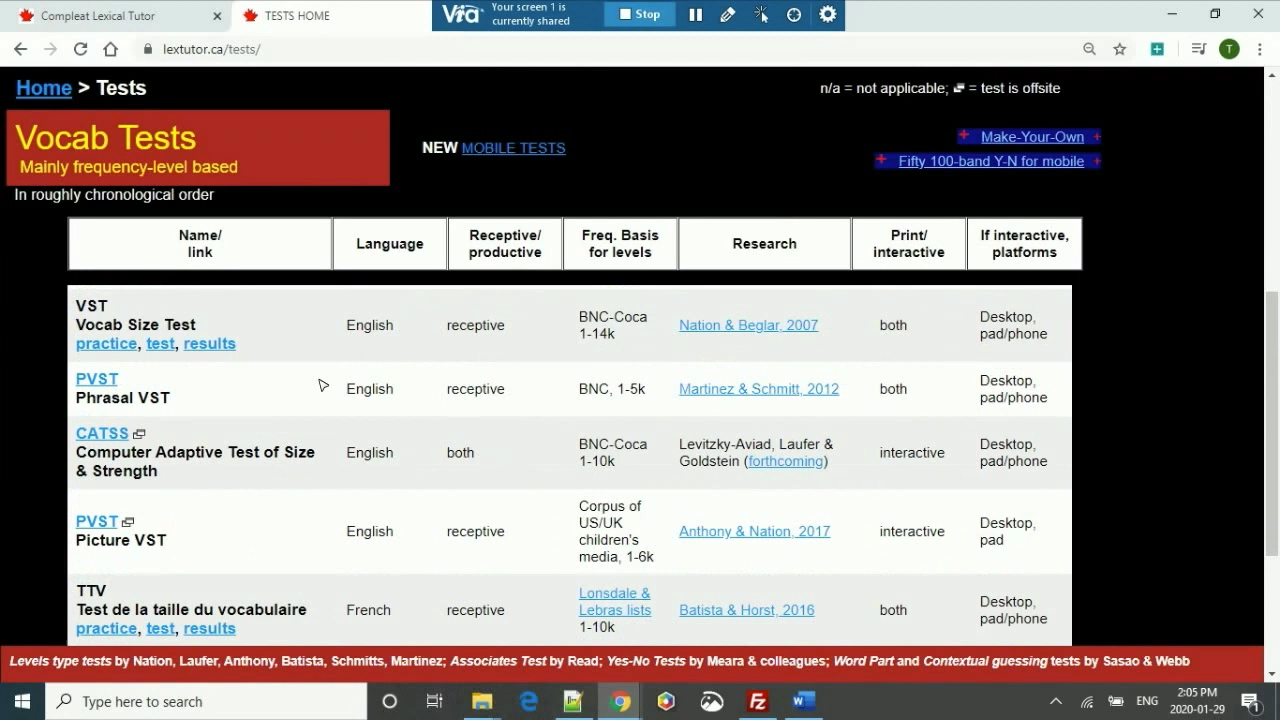 Compleat Lexical Tutor
TESTS HOME
Via
Your screen 1 is
currently shared
Stop
lextutor.ca/tests/
T
Home > Tests
n/a = not applicable; = test is offsite
Vocab Tests
Mainly frequency-level based
NEW MOBILE TESTS
+ Make-Your-Own +
+ Fifty 100-band Y-N for mobile +
In roughly chronological order
Name/
link
Language
Receptive/
productive
Freq. Basis
for levels
Research
Print/
interactive
If interactive,
platforms
VST
Vocab Size Test
practice, test, results
English
receptive
BNC-Coca
1-14k
Nation & Beglar, 2007
both
Desktop,
pad/phone
PVST
Phrasal VST
English
receptive
BNC, 1-5k
Martinez & Schmitt, 2012
both
Desktop,
pad/phone
CATSS
Computer Adaptive Test of Size
& Strength
English
both
BNC-Coca
1-10k
Levitzky-Aviad, Laufer &
Goldstein (forthcoming)
interactive
Desktop,
pad/phone
PVST
Picture VST
English
receptive
Corpus of
US/UK
children's
media, 1-6k
Anthony & Nation, 2017
interactive
Desktop,
pad
TTV
Test de la taille du vocabulaire
practice, test, results
French
receptive
Lonsdale &
Lebras lists
1-10k
Batista & Horst, 2016
both
Desktop,
pad/phone
Levels type tests by Nation, Laufer, Anthony, Batista, Schmitts, Martinez; Associates Test by Read; Yes-No Tests by Meara & colleagues; Word Part and Contextual guessing tests by Sasao & Webb
Type here to search
ENG
2:05 PM
2020-01-29
1